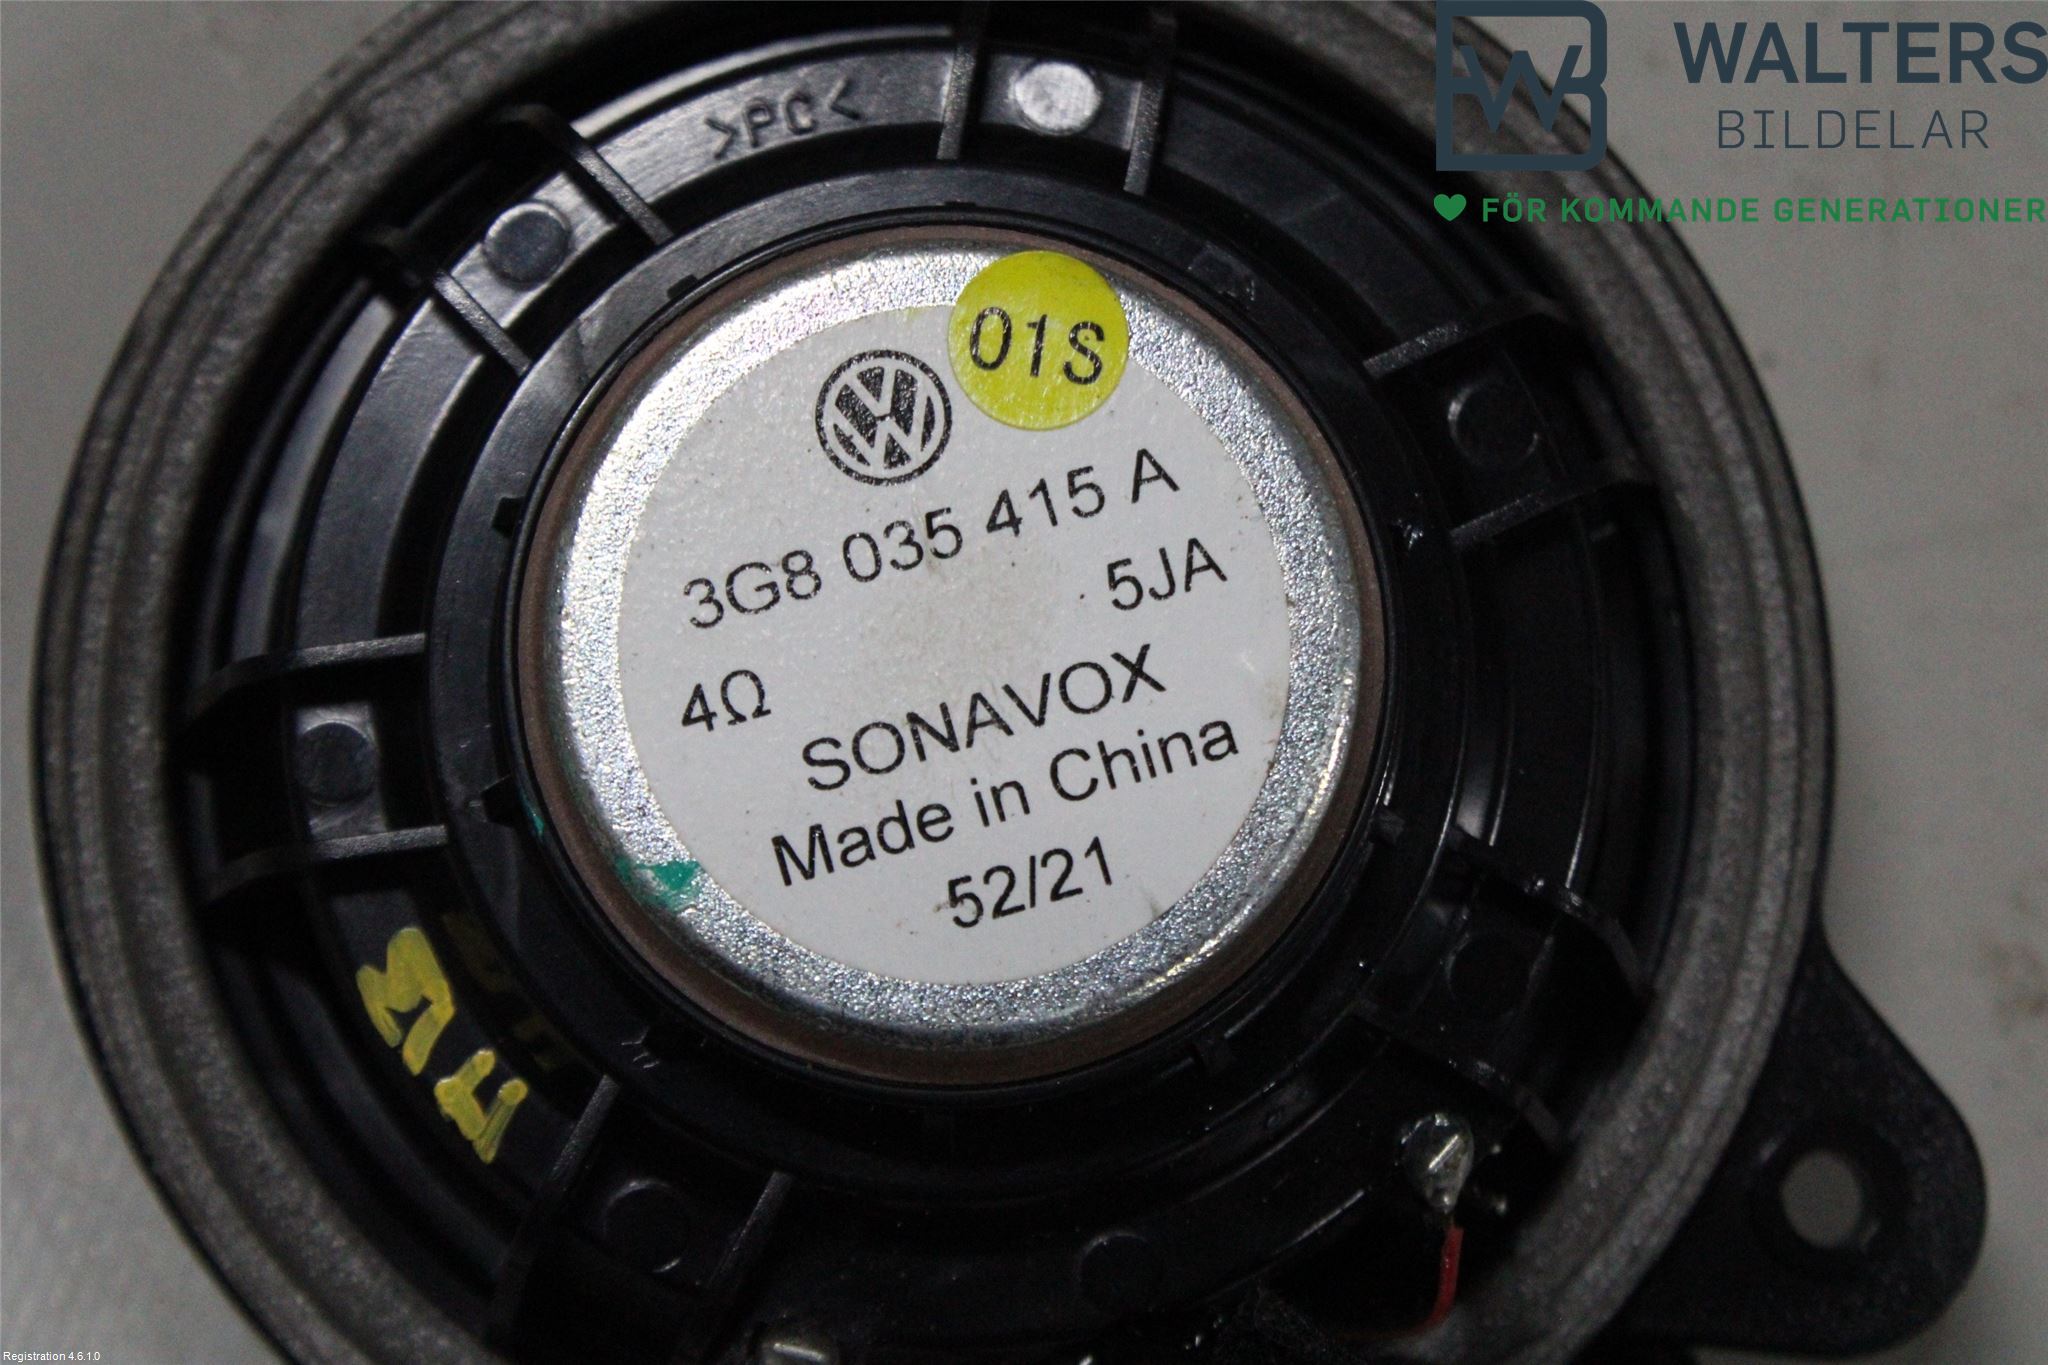 WALTERS
BILDELAR
FÖR KOMMANDE GENERATIONER
>PC<
01S
3G8 035 415 A
5JA
4Ω
SONAVOX
Made in China
52/21
Registration 4.6.1.0